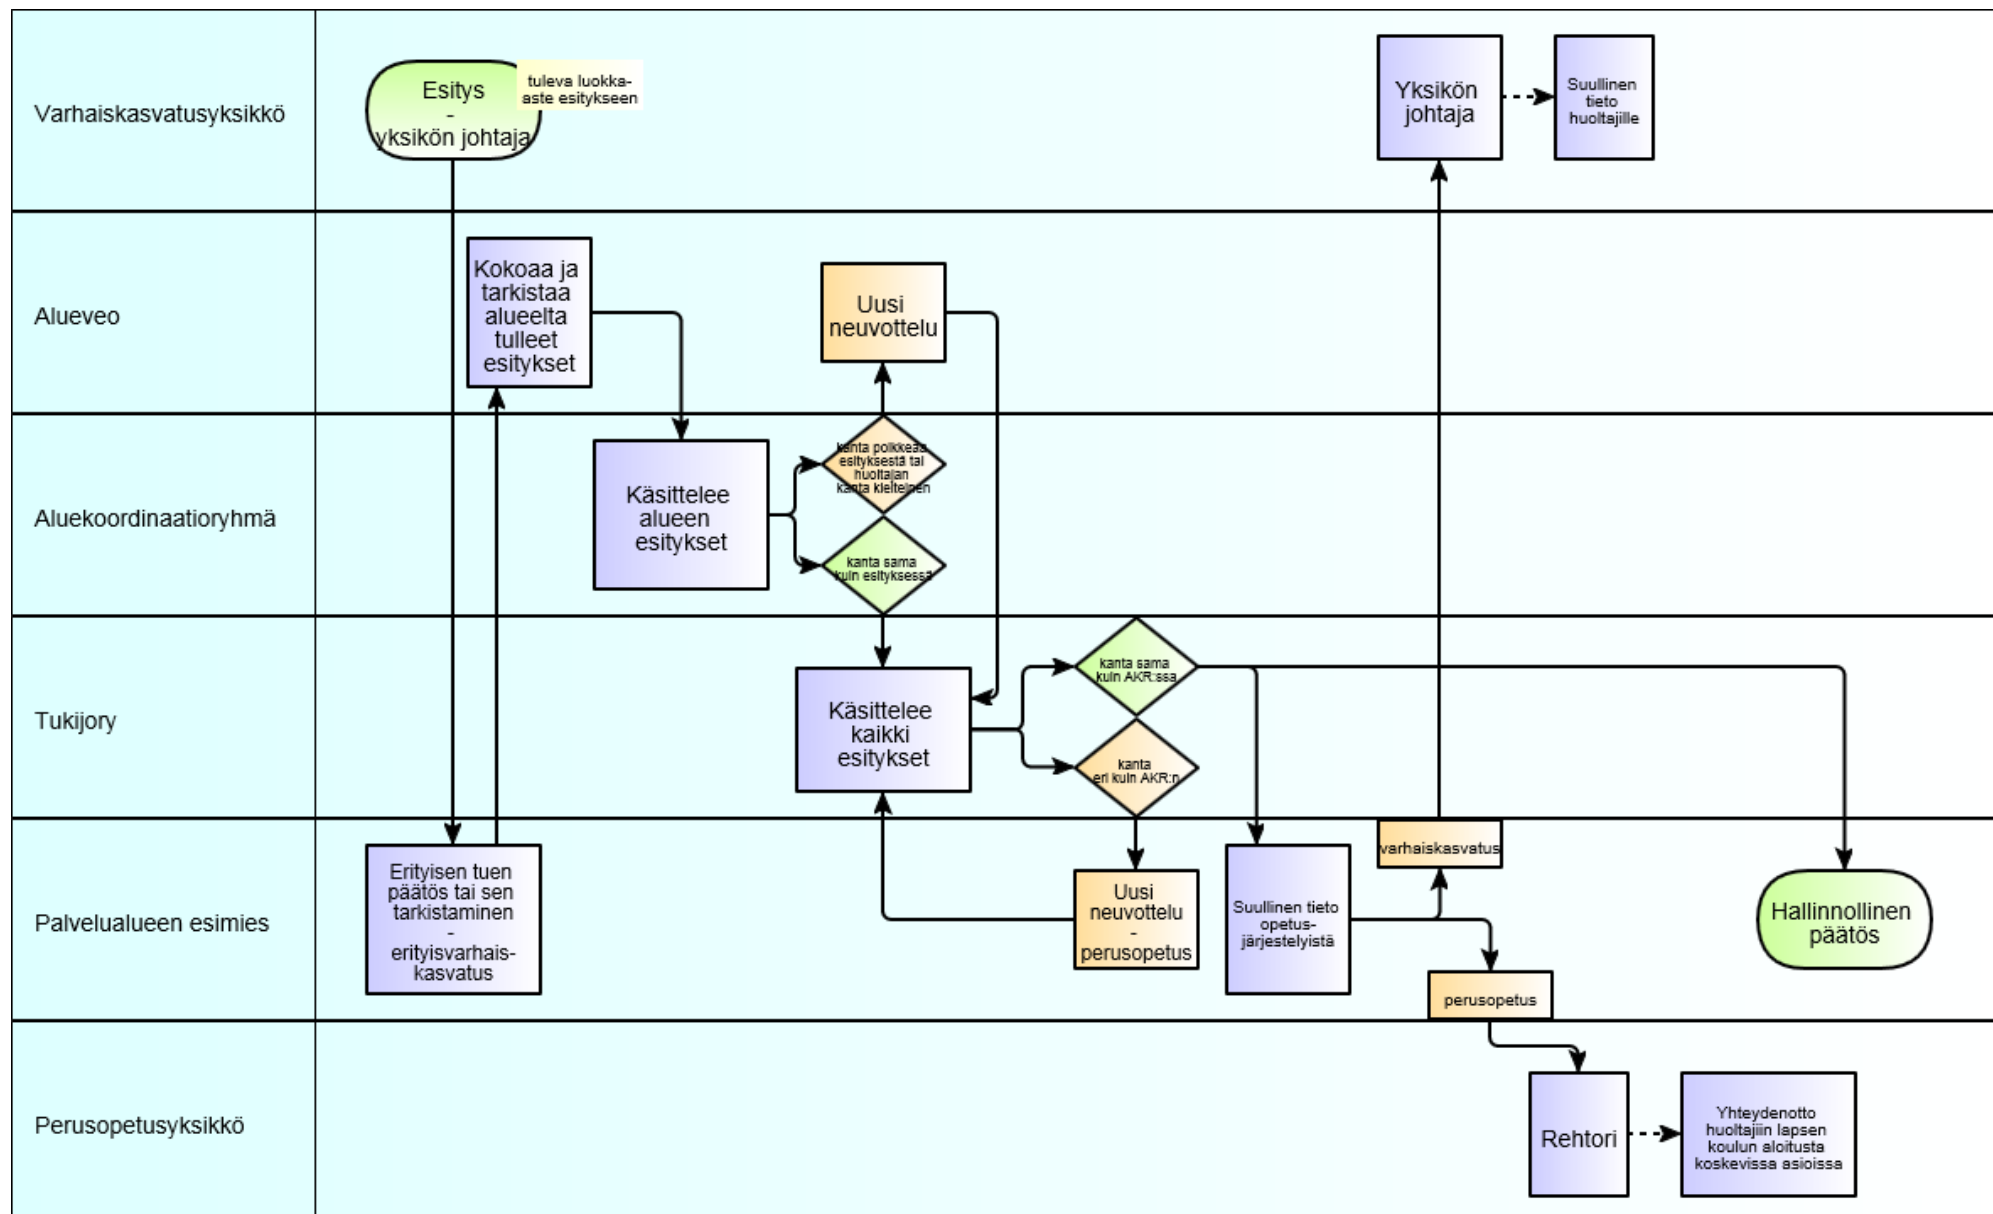 Varhaiskasvatusyksikkö
Esitys
-
yksikön johtaja
tuleva luokka-
aste esitykseen
Yksikön
johtaja
Suullinen
tieto
huoltajille
Alueveo
Kokoaa ja
tarkistaa
alueelta
tulleet
esitykset
Uusi
neuvottelu
Aluekoordinaatioryhmä
Käsittelee
alueen
esitykset
kanta poikkeaa
esityksestä tai
huoltajan
kanta kielteinen
kanta sama
kuin esityksessä
Tukijory
Käsittelee
kaikki
esitykset
kanta sama
kuin AKR:ssa
kanta
eri kuin AKR:n
Palvelualueen esimies
Erityisen tuen
päätös tai sen
tarkistaminen
-
erityisvarhais-
kasvatus
Uusi
neuvottelu
-
perusopetus
Suullinen tieto
opetus-
järjestelyistä
varhaiskasvatus
perusopetus
Hallinnollinen
päätös
Perusopetusyksikkö
Rehtori
Yhteydenotto
huoltajiin lapsen
koulun aloitusta
koskevissa asioissa